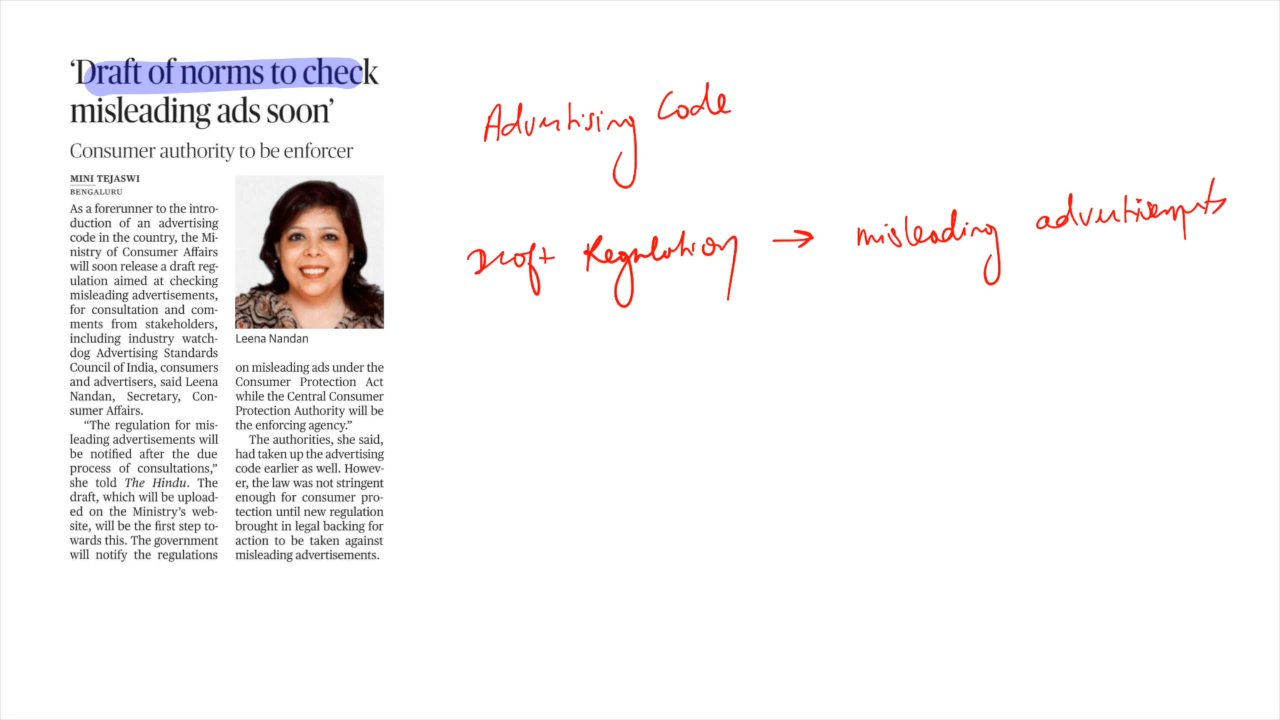 ‘Draft of norms to check
misleading ads soon’
Consumer authority to be enforcer
MINI TEJASWI
BENGALURU
As a forerunner to the intro-
duction of an advertising
code in the country, the Mi-
nistry of Consumer Affairs
will soon release a draft reg-
ulation aimed at checking
misleading advertisements,
for consultation and com-
ments from stakeholders,
including industry watch-
dog Advertising Standards
Council of India, consumers
and advertisers, said Leena
Nandan, Secretary, Con-
sumer Affairs.
“The regulation for mis-
leading advertisements will
be notified after the due
process of consultations,”
she told The Hindu. The
draft, which will be upload-
ed on the Ministry’s web-
site, will be the first step to-
wards this. The government
will notify the regulations
Leena Nandan
on misleading ads under the
Consumer Protection Act
while the Central Consumer
Protection Authority will be
the enforcing agency.”
The authorities, she said,
had taken up the advertising
code earlier as well. Howev-
er, the law was not stringent
enough for consumer pro-
tection until new regulation
brought in legal backing for
action to be taken against
misleading advertisements.
Advertising Code
Draft Regulation → misleading advertisements